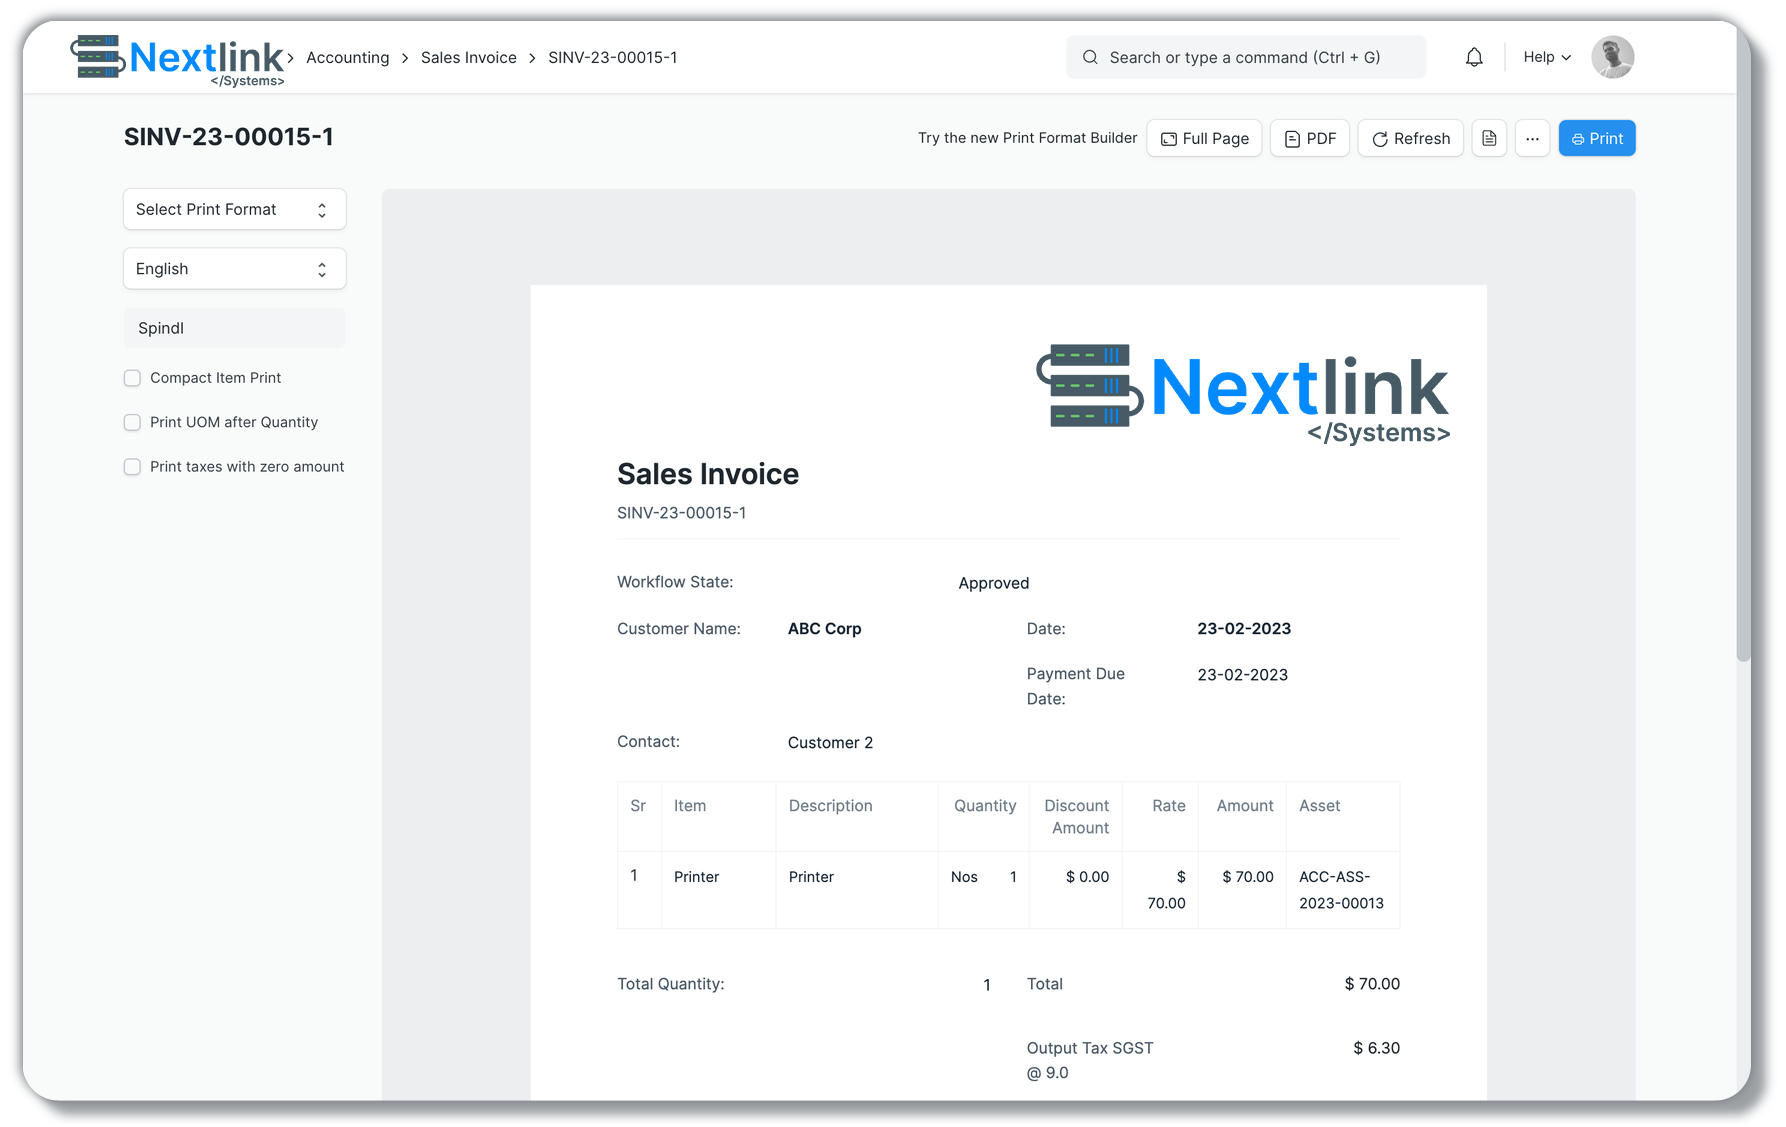 Nextlink
</Systems>
Accounting
Sales Invoice
SINV-23-00015-1
Search or type a command (Ctrl + G)
Help
SINV-23-00015-1
Try the new Print Format Builder
Full Page
PDF
Refresh
...
Print
Select Print Format
English
Spindl
Compact Item Print
Print UOM after Quantity
Print taxes with zero amount
Nextlink
</Systems>
Sales Invoice
SINV-23-00015-1
Workflow State: Approved
Customer Name: ABC Corp Date: 23-02-2023
Payment Due 23-02-2023
Date:
Contact: Customer 2
Sr Item Description Quantity Discount Rate Amount Asset
Amount
1 Printer Printer Nos 1 $ 0.00 $ $ 70.00 ACC-ASS-
70.00 2023-00013
Total Quantity: 1 Total $ 70.00
Output Tax SGST $ 6.30
@ 9.0